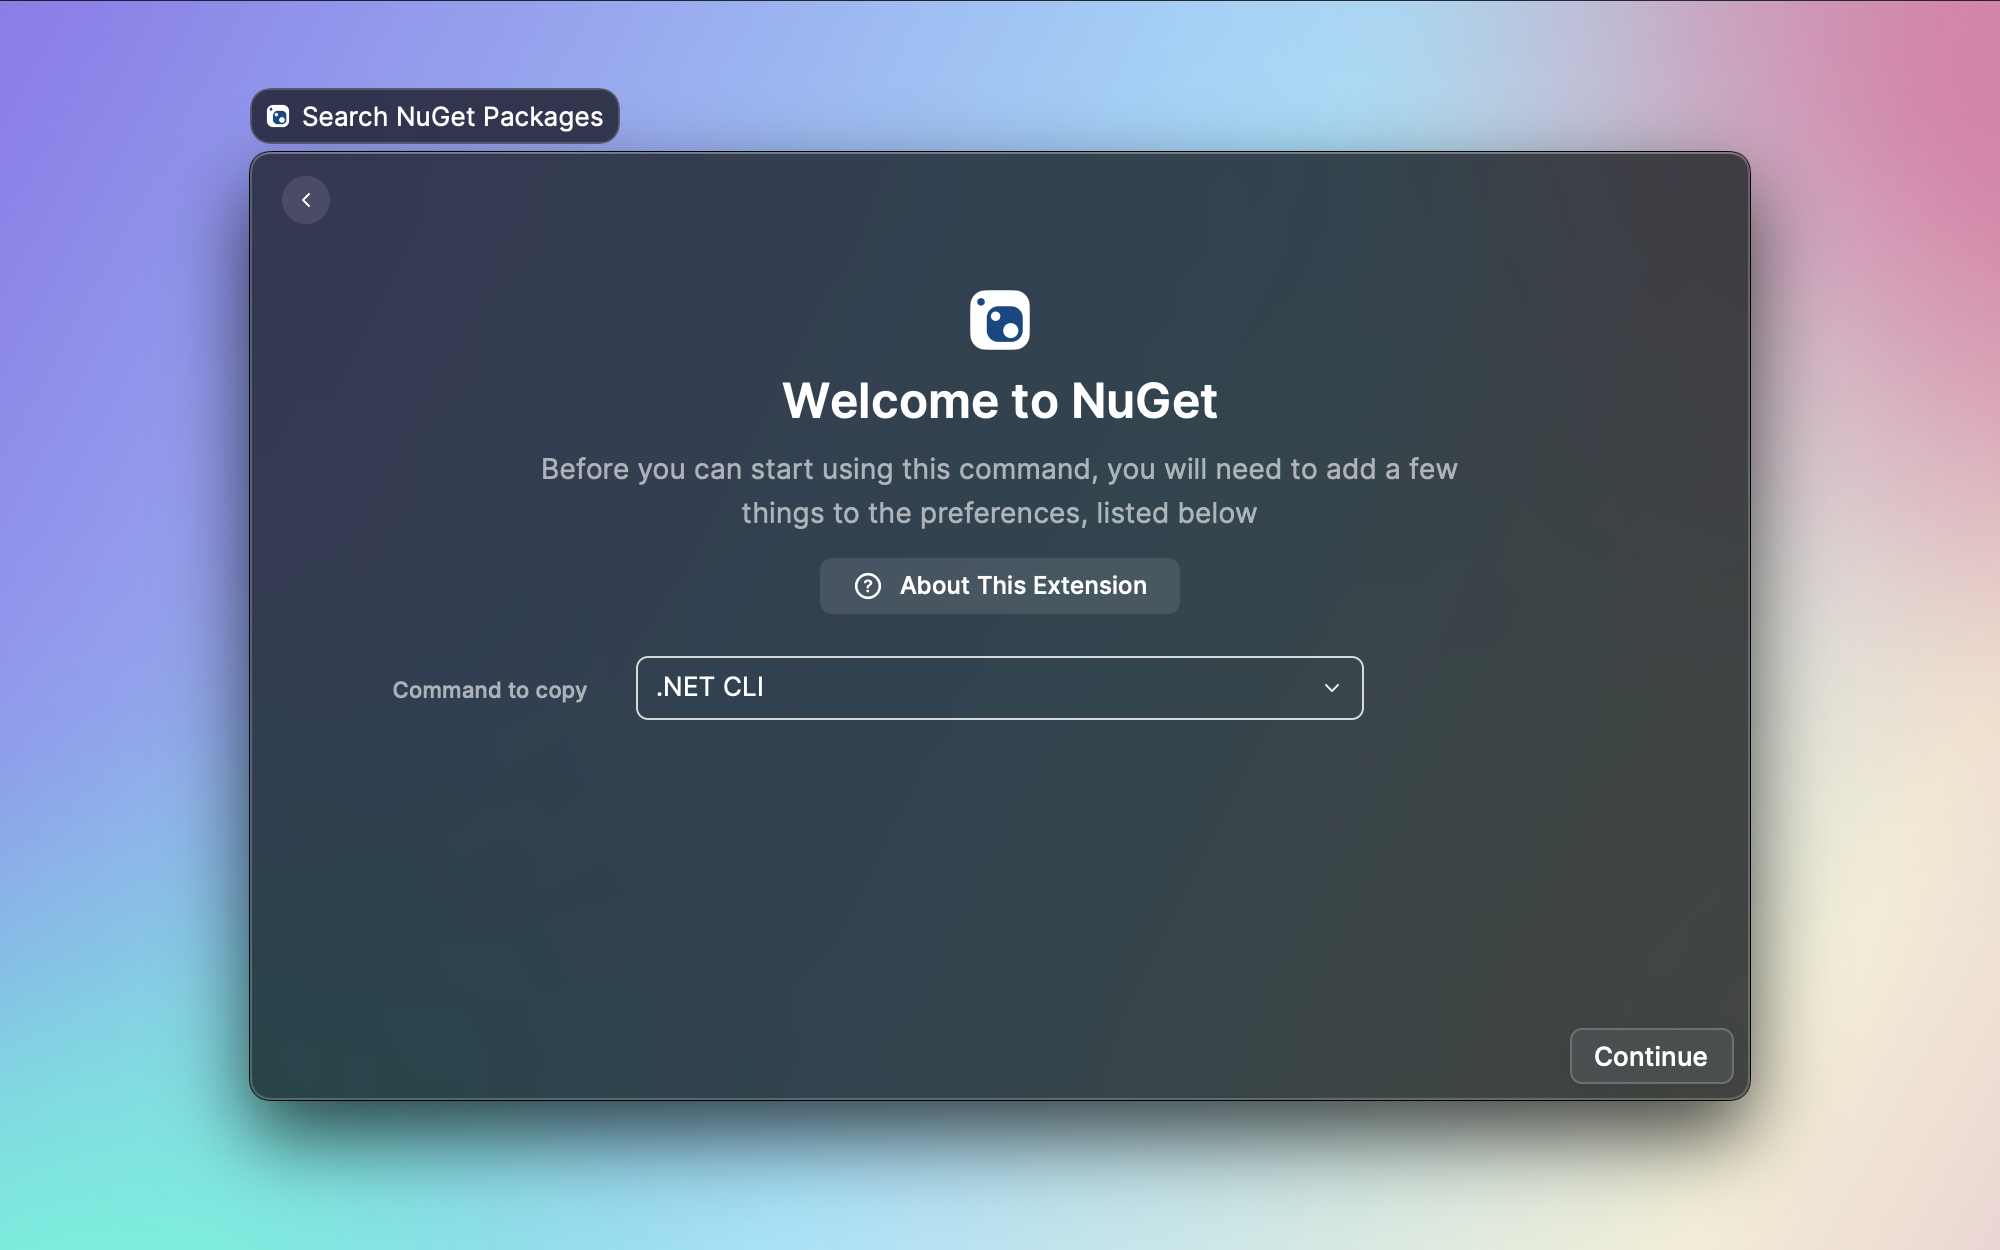 Search NuGet Packages
Welcome to NuGet
Before you can start using this command, you will need to add a few
things to the preferences, listed below
About This Extension
Command to copy
.NET CLI
Continue